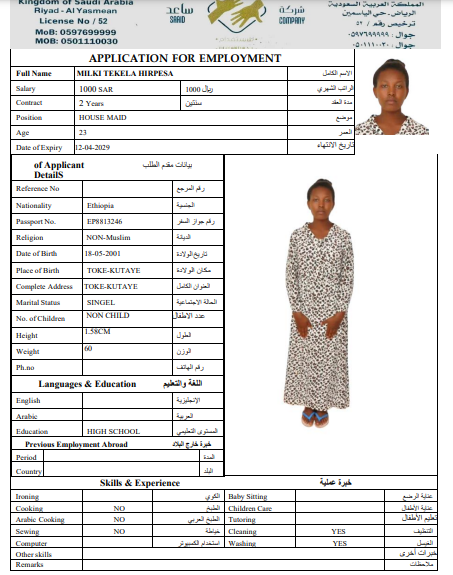 Kingdom of Saudi Arabia
Riyad - Al Yasmean
License No / 52
MoB: 0597699999
MoB: 0501110030
ساعد
SAAID
شركة
COMPANY
المملكة العربية السعودية
الرياض - حي الياسمين
ترخيص رقم / ٥٢
جوال : ٠٥٩٧٦٩٩٩٩٩
جوال : ٠٥٠١١١٠٠٣٠
APPLICATION FOR EMPLOYMENT
Full Name MILKI TEKELA HIRPESA الاسم الكامل
Salary 1000 SAR 1000 ريال الراتب الشهري
Contract 2 Years سنتين مدة العقد
Position HOUSE MAID موضع
Age 23 العمر
Date of Expiry 12-04-2029 تاريخ الانتهاء
of Applicant بيانات مقدم الطلب
DetailS
Reference No رقم المرجع
Nationality Ethiopia الجنسية
Passport No. EP8813246 رقم جواز السفر
Religion NON-Muslim الديانة
Date of Birth 18-05-2001 تاريخ الولادة
Place of Birth TOKE-KUTAYE مكان الولادة
Complete Address TOKE-KUTAYE العنوان الكامل
Marital Status SINGEL الحالة الاجتماعية
No. of Children NON CHILD عدد الاطفال
Height 1.58CM الطول
Weight 60 الوزن
Ph.no رقم الهاتف
Languages & Education اللغة والتعليم
English الإنجليزية
Arabic العربية
Education HIGH SCHOOL المستوى التعليمي
Previous Employment Abroad خبرة خارج البلاد
Period المدة
Country البلد
Skills & Experience خبرة عملية
Ironing الكوي Baby Sitting عناية الرضع
Cooking NO الطبخ Children Care عناية الأطفال
Arabic Cooking NO الطبخ العربي Tutoring تعليم الأطفال
Sewing NO خياطة Cleaning YES التنظيف
Computer استخدام الكمبيوتر Washing YES الغسيل
Other skills خبرات أخرى
Remarks ملاحظات